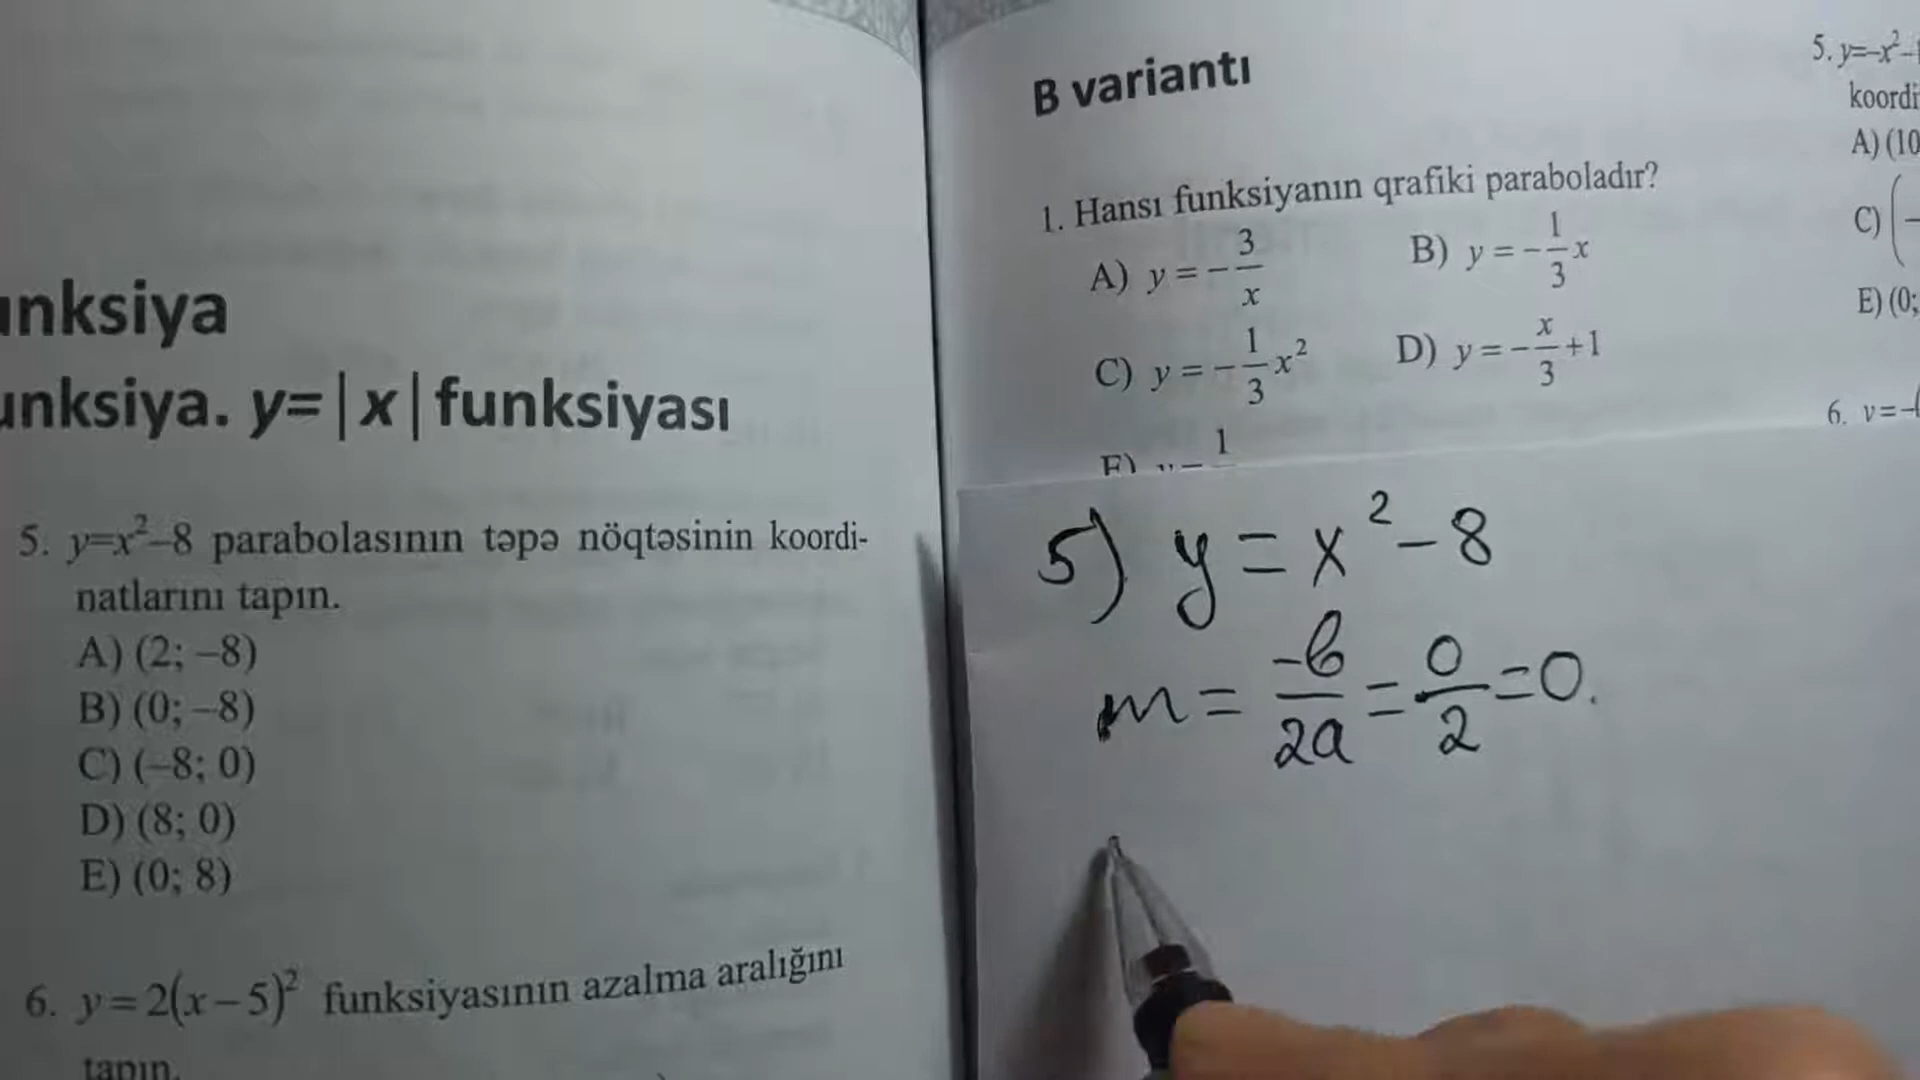 unksiya
unksiya. y=|x| funksiyası
5. y=x²–8 parabolasının təpə nöqtəsinin koordi-
natlarını tapın.
A) (2; –8)
B) (0; –8)
C) (–8; 0)
D) (8; 0)
E) (0; 8)
6. y=2(x–5)² funksiyasının azalma aralığını
tapın.
B variantı
1. Hansı funksiyanın qrafiki paraboladır?
A) y=–3/x B) y=–1/3 x
C) y=–1/3 x² D) y=–x/3+1
5) y=x²–8
m= –b/2a = 0/2 =0.
5. y=–x²–
koordi
A) (10
C) (–
E) (0;
6. y=–(